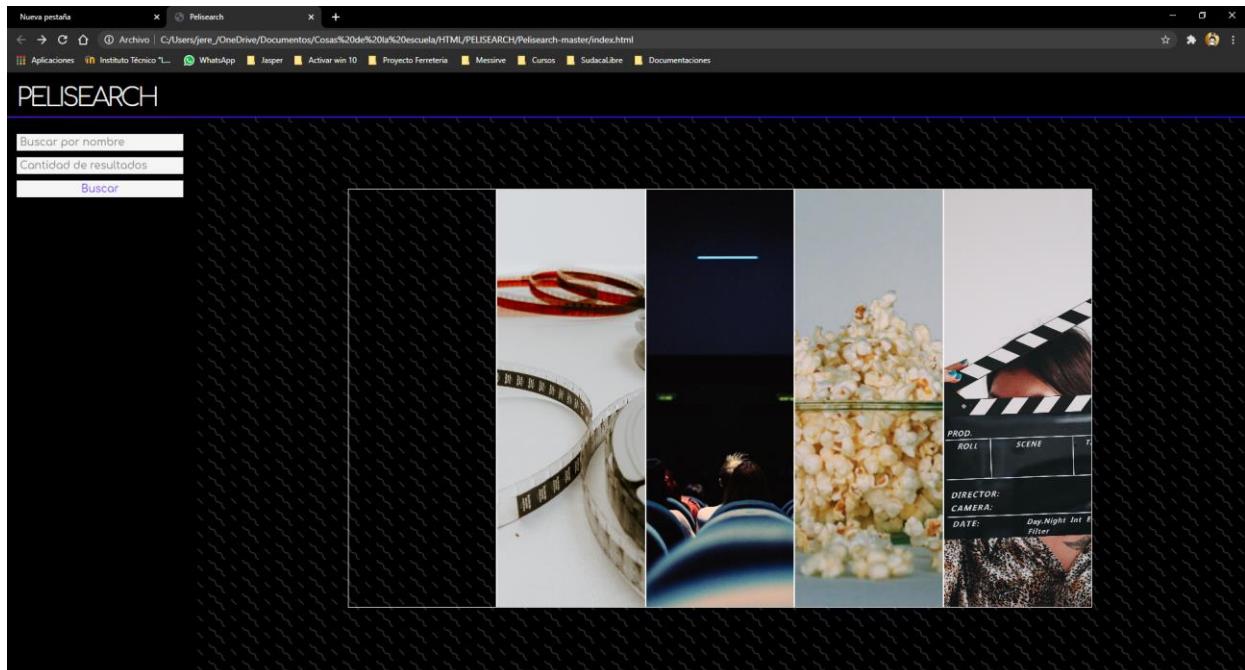 Nueva pestaña
Pelisearch
Archivo | C:/Users/jere_/OneDrive/Documentos/Cosas%20de%20la%20escuela/HTML/PELISEARCH/Pelisearch-master/index.html
Aplicaciones Instituto Técnico "L... WhatsApp Jasper Activar win 10 Proyecto Ferreteria Messirve Cursos SudacaLibre Documentaciones
PELISEARCH
Buscar por nombre
Cantidad de resultados
Buscar
PROD.
ROLL SCENE T
DIRECTOR:
CAMERA:
DATE: Day.Night Int E
Filter